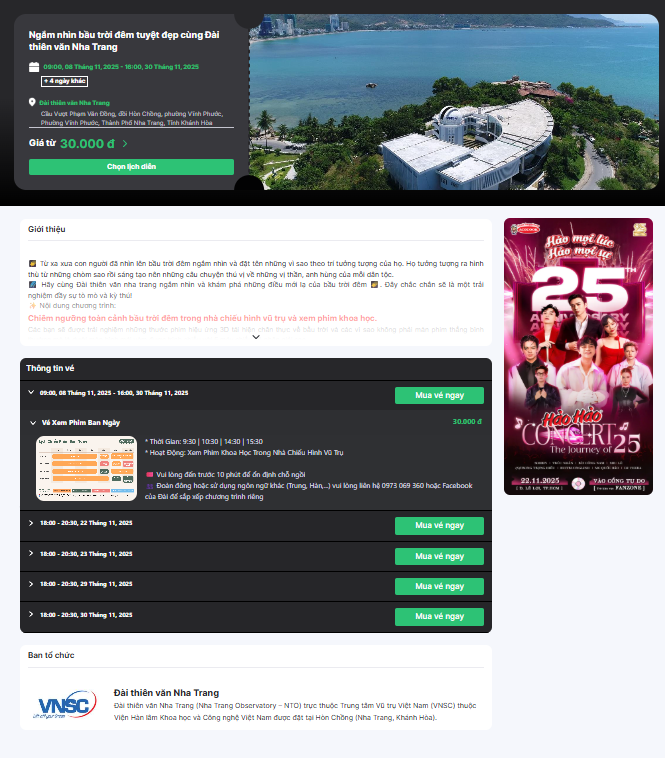 Ngắm nhìn bầu trời đêm tuyệt đẹp cùng Đài
thiên văn Nha Trang
09:00, 08 Tháng 11, 2025 - 16:00, 30 Tháng 11, 2025
+ 4 ngày khác
Đài thiên văn Nha Trang
Cầu Vượt Phạm Văn Đồng, đồi Hòn Chồng, phường Vĩnh Phước,
Phường Vĩnh Phước, Thành Phố Nha Trang, Tỉnh Khánh Hòa
Giá từ 30.000 đ
Chọn lịch diễn
Giới thiệu
Từ xa xưa con người đã nhìn lên bầu trời đêm ngắm nhìn và đặt tên những vì sao theo trí tưởng tượng của họ. Họ tưởng tượng ra hình
thù từ những chòm sao rồi sáng tạo nên những câu chuyện thú vị về những vị thần, anh hùng của mỗi dân tộc.
Hãy cùng Đài thiên văn nha trang ngắm nhìn và khám phá những điều mới lạ của bầu trời đêm . Đây chắc chắn sẽ là một trải
nghiệm đầy sự tò mò và kỳ thú!
Nội dung chương trình:
Chiêm ngưỡng toàn cảnh bầu trời đêm trong nhà chiếu hình vũ trụ và xem phim khoa học.
Các bạn sẽ được trải nghiệm những thước phim hiệu ứng 3D tái hiện chân thực về bầu trời và các vì sao không phải màn phim thẳng bình
Thông tin vé
09:00, 08 Tháng 11, 2025 - 16:00, 30 Tháng 11, 2025
Mua vé ngay
Vé Xem Phim Ban Ngày
30.000 đ
* Thời Gian: 9:30 | 10:30 | 14:30 | 15:30
* Hoạt Động: Xem Phim Khoa Học Trong Nhà Chiếu Hình Vũ Trụ
Vui lòng đến trước 10 phút để ổn định chỗ ngồi
Đoàn đông hoặc sử dụng ngôn ngữ khác (Trung, Hàn,..) vui lòng liên hệ 0973 069 360 hoặc Facebook
của Đài để sắp xếp chương trình riêng
18:00 - 20:30, 22 Tháng 11, 2025
Mua vé ngay
18:00 - 20:30, 23 Tháng 11, 2025
Mua vé ngay
18:00 - 20:30, 29 Tháng 11, 2025
Mua vé ngay
18:00 - 20:30, 30 Tháng 11, 2025
Mua vé ngay
Ban tổ chức
VNSC
Đài thiên văn Nha Trang
Đài thiên văn Nha Trang (Nha Trang Observatory – NTO) trực thuộc Trung tâm Vũ trụ Việt Nam (VNSC) thuộc
Viện Hàn lâm Khoa học và Công nghệ Việt Nam được đặt tại Hòn Chồng (Nha Trang, Khánh Hòa).
Hảo mọi lúc
Hảo mọi nơi
25TH
ANNIVERSARY
Hảo Hảo
CONCERT
The Journey of 25
22.11.2025
VÀO CỔNG TỰ DO
FANZONE